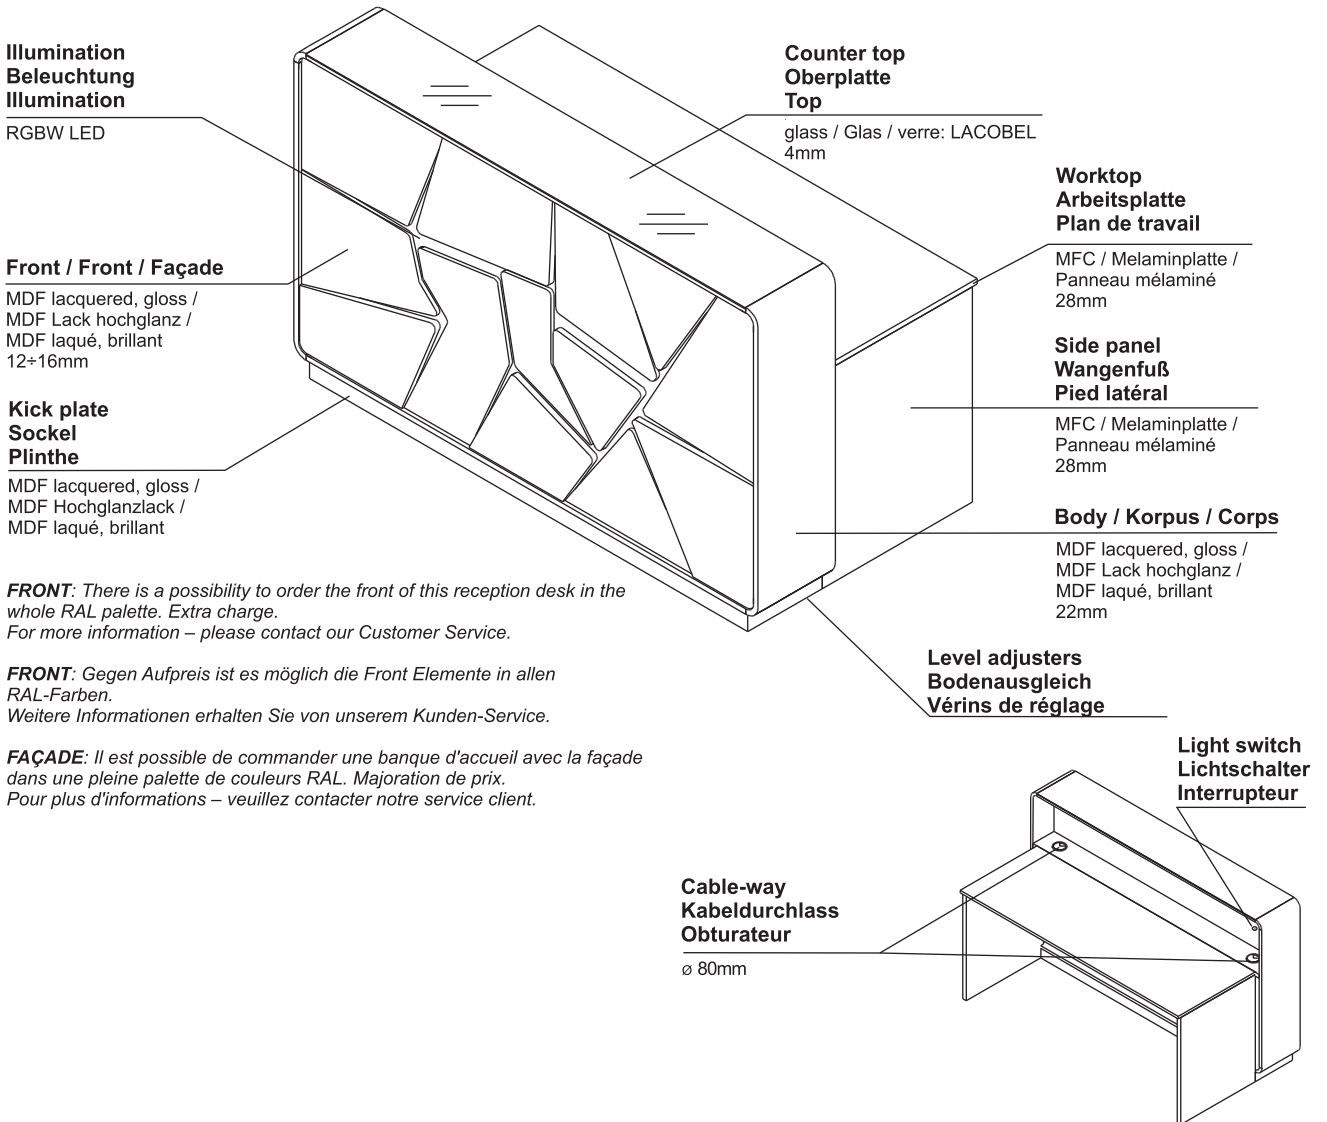 Illumination
Beleuchtung
Illumination
RGBW LED
Counter top
Oberplatte
Top
glass / Glas / verre: LACOBEL
4mm
Worktop
Arbeitsplatte
Plan de travail
MFC / Melaminplatte /
Panneau mélaminé
28mm
Front / Front / Façade
MDF lacquered, gloss /
MDF Lack hochglanz /
MDF laqué, brillant
12÷16mm
Side panel
Wangenfuß
Pied latéral
MFC / Melaminplatte /
Panneau mélaminé
28mm
Kick plate
Sockel
Plinthe
MDF lacquered, gloss /
MDF Hochglanzlack /
MDF laqué, brillant
Body / Korpus / Corps
MDF lacquered, gloss /
MDF Lack hochglanz /
MDF laqué, brillant
22mm
FRONT: There is a possibility to order the front of this reception desk in the
whole RAL palette. Extra charge.
For more information – please contact our Customer Service.
FRONT: Gegen Aufpreis ist es möglich die Front Elemente in allen
RAL-Farben.
Weitere Informationen erhalten Sie von unserem Kunden-Service.
FAÇADE: Il est possible de commander une banque d'accueil avec la façade
dans une pleine palette de couleurs RAL. Majoration de prix.
Pour plus d'informations – veuillez contacter notre service client.
Level adjusters
Bodenausgleich
Vérins de réglage
Light switch
Lichtschalter
Interrupteur
Cable-way
Kabeldurchlass
Obturateur
ø 80mm